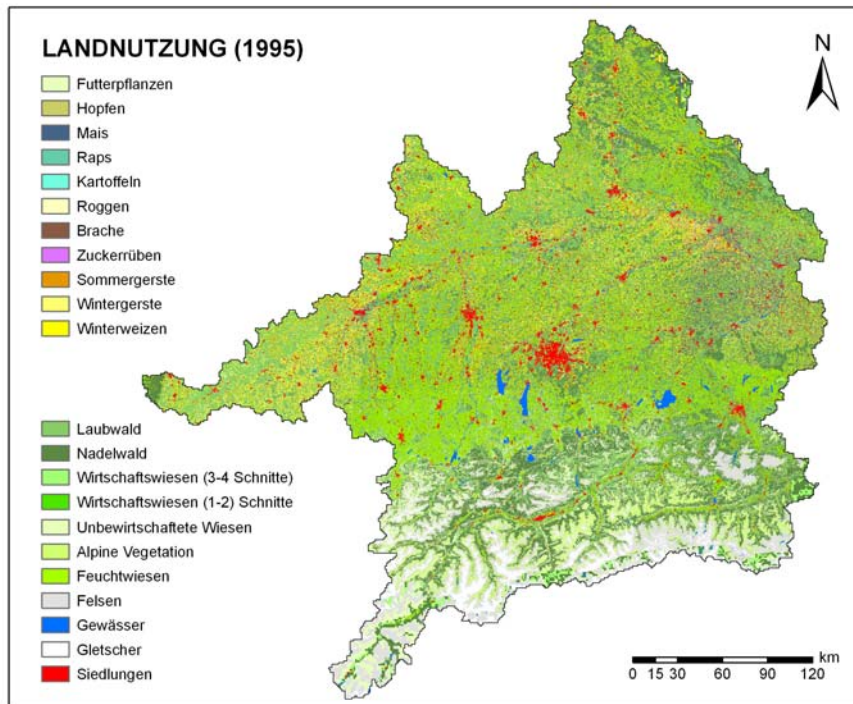 LANDNUTZUNG (1995)
Futterpflanzen
Hopfen
Mais
Raps
Kartoffeln
Roggen
Brache
Zuckerrüben
Sommergerste
Wintergerste
Winterweizen
Laubwald
Nadelwald
Wirtschaftswiesen (3-4 Schnitte)
Wirtschaftswiesen (1-2) Schnitte
Unbewirtschaftete Wiesen
Alpine Vegetation
Feuchtwiesen
Felsen
Gewässer
Gletscher
Siedlungen
N
km
0 15 30 60 90 120